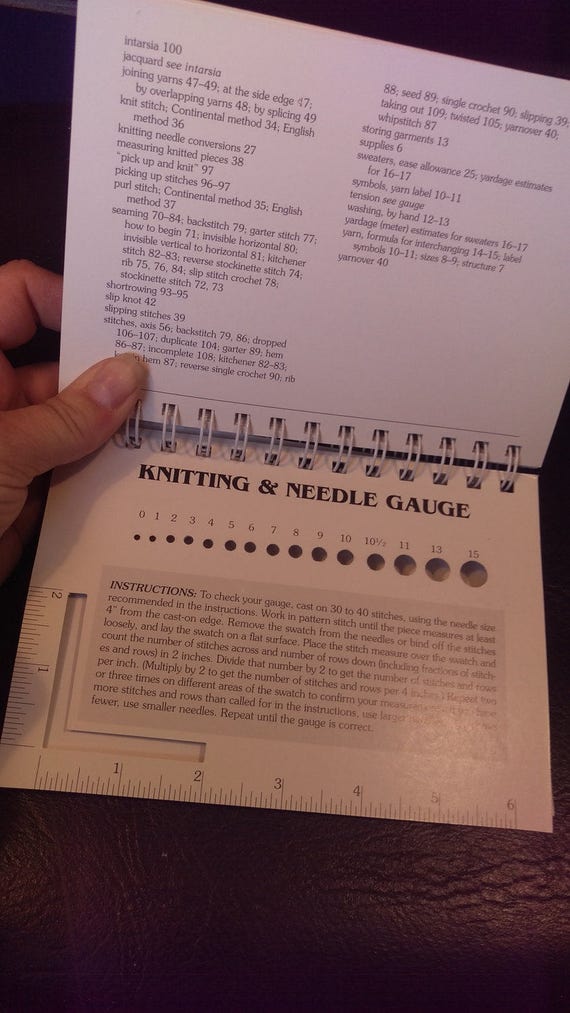 intarsia 100
jacquard see intarsia
joining yarns 47–49; at the side edge 47;
by overlapping yarns 48; by splicing 49
knit stitch; Continental method 34; English
method 36
knitting needle conversions 27
measuring knitted pieces 38
"pick up and knit" 97
picking up stitches 96–97
purl stitch; Continental method 35; English
method 37
seaming 70–84; backstitch 79; garter stitch 77;
how to begin 71; invisible horizontal 80;
invisible vertical to horizontal 81; kitchener
stitch 82–83; reverse stockinette stitch 74;
rib 75, 76, 84; slip stitch crochet 78;
stockinette stitch 72, 73
shortrowing 93–95
slip knot 42
slipping stitches 39
stitches, axis 56; backstitch 79, 86; dropped
106–107; duplicate 104; garter 89; hem
86–87; incomplete 108; kitchener 82–83;
hem 87; reverse single crochet 90; rib
88; seed 89; single crochet 90; slipping 39;
taking out 109; twisted 105; yarnover 40;
whipstitch 87
storing garments 13
supplies 6
sweaters, ease allowance 25; yardage estimates
for 16–17
symbols, yarn label 10–11
tension see gauge
washing, by hand 12–13
yardage (meter) estimates for sweaters 16–17
yarn, formula for interchanging 14–15; label
symbols 10–11; sizes 8–9; structure 7
yarnover 40
KNITTING & NEEDLE GAUGE
0 1 2 3 4 5 6 7 8 9 10 10½ 11 13 15
INSTRUCTIONS: To check your gauge, cast on 30 to 40 stitches, using the needle size
recommended in the instructions. Work in pattern stitch until the piece measures at least
4" from the cast-on edge. Remove the swatch from the needles or bind off the stitches
loosely, and lay the swatch on a flat surface. Place the stitch measure over the swatch and
count the number of stitches across and number of rows down (including fractions of stitch-
es and rows) in 2 inches. Divide that number by 2 to get the number of stitches and rows
per inch. (Multiply by 2 to get the number of stitches and rows per 4 inches.) Repeat two
or three times on different areas of the swatch to confirm your measurements. If you have
more stitches and rows than called for in the instructions, use larger
fewer, use smaller needles. Repeat until the gauge is correct.
2
1
1 2 3 4 5 6